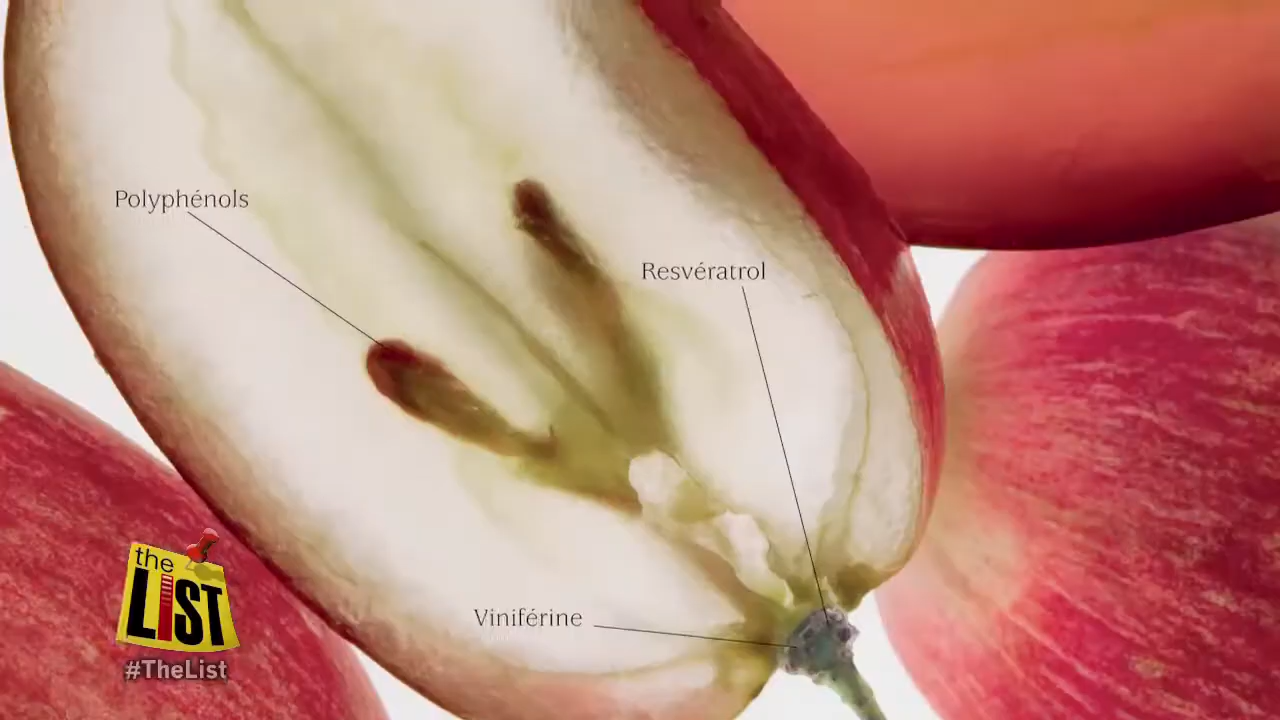 Polyphénols
Resvératrol
Viniférine
the
LIST
#TheList